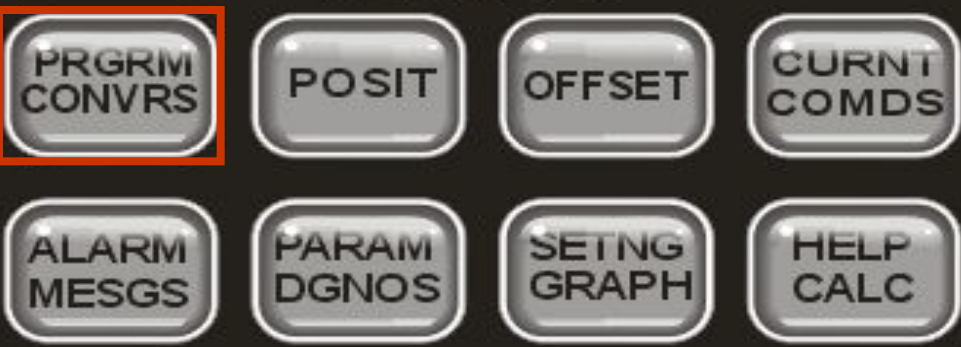 PRGRM
CONVRS
POSIT
OFFSET
CURNT
COMDS
ALARM
MESGS
PARAM
DGNOS
SETNG
GRAPH
HELP
CALC